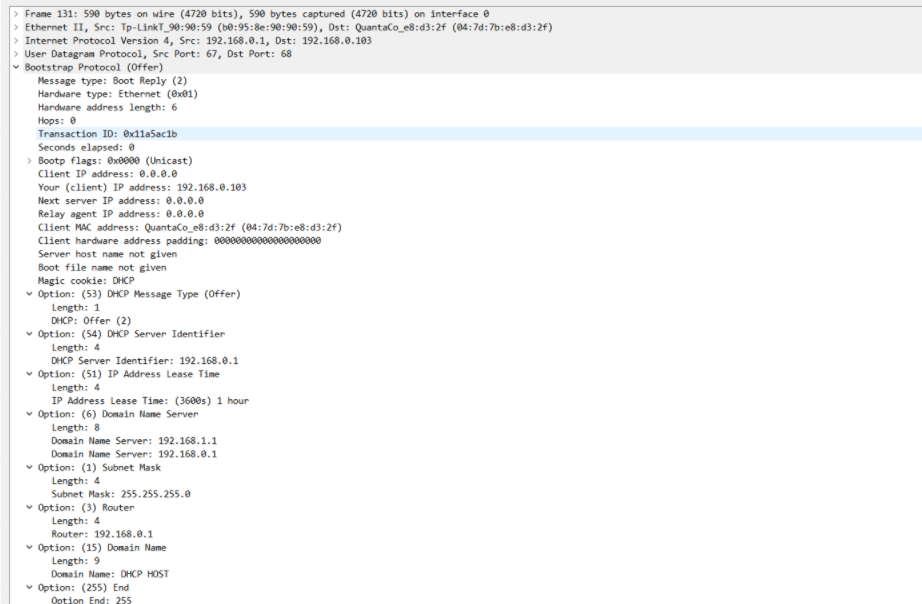 Frame 131: 590 bytes on wire (4720 bits), 590 bytes captured (4720 bits) on interface 0
Ethernet II, Src: Tp-LinkT_90:90:59 (b0:95:8e:90:90:59), Dst: QuantaCo_e8:d3:2f (04:7d:7b:e8:d3:2f)
Internet Protocol Version 4, Src: 192.168.0.1, Dst: 192.168.0.103
User Datagram Protocol, Src Port: 67, Dst Port: 68
Bootstrap Protocol (Offer)
Message type: Boot Reply (2)
Hardware type: Ethernet (0x01)
Hardware address length: 6
Hops: 0
Transaction ID: 0x11a5ac1b
Seconds elapsed: 0
Bootp flags: 0x0000 (Unicast)
Client IP address: 0.0.0.0
Your (client) IP address: 192.168.0.103
Next server IP address: 0.0.0.0
Relay agent IP address: 0.0.0.0
Client MAC address: QuantaCo_e8:d3:2f (04:7d:7b:e8:d3:2f)
Client hardware address padding: 00000000000000000000
Server host name not given
Boot file name not given
Magic cookie: DHCP
Option: (53) DHCP Message Type (Offer)
Length: 1
DHCP: Offer (2)
Option: (54) DHCP Server Identifier
Length: 4
DHCP Server Identifier: 192.168.0.1
Option: (51) IP Address Lease Time
Length: 4
IP Address Lease Time: (3600s) 1 hour
Option: (6) Domain Name Server
Length: 8
Domain Name Server: 192.168.1.1
Domain Name Server: 192.168.0.1
Option: (1) Subnet Mask
Length: 4
Subnet Mask: 255.255.255.0
Option: (3) Router
Length: 4
Router: 192.168.0.1
Option: (15) Domain Name
Length: 9
Domain Name: DHCP HOST
Option: (255) End
Option End: 255